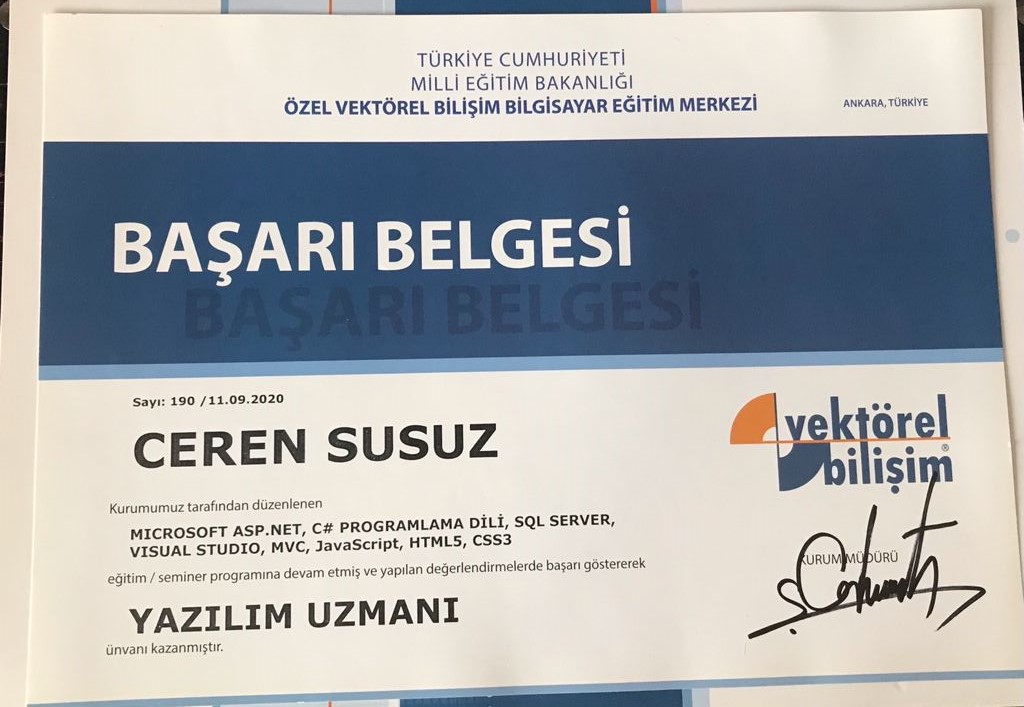 TÜRKİYE CUMHURİYETİ
MİLLİ EĞİTİM BAKANLIĞI
ÖZEL VEKTÖREL BİLİŞİM BİLGİSAYAR EĞİTİM MERKEZİ
ANKARA, TÜRKİYE
BAŞARI BELGESİ
BAŞARI BELGESİ
Sayı: 190 /11.09.2020
CEREN SUSUZ
vektörel
bilişim®
Kurumumuz tarafından düzenlenen
MICROSOFT ASP.NET, C# PROGRAMLAMA DİLİ, SQL SERVER,
VISUAL STUDIO, MVC, JavaScript, HTML5, CSS3
KURUM MÜDÜRÜ
eğitim / seminer programına devam etmiş ve yapılan değerlendirmelerde başarı göstererek
YAZILIM UZMANI
ünvanı kazanmıştır.